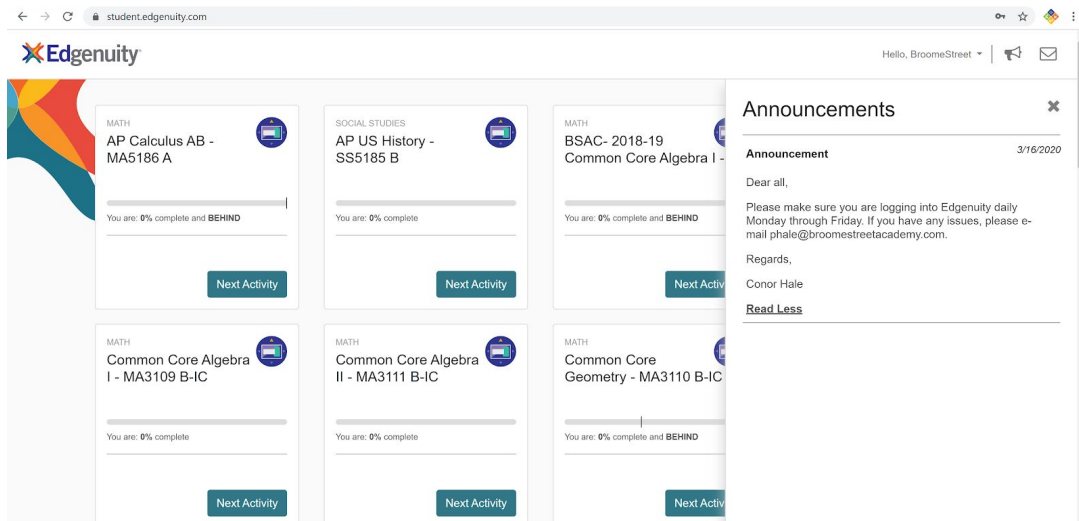 student.edgenuity.com
Edgenuity
Hello, BroomeStreet
MATH
AP Calculus AB -
MA5186 A
You are: 0% complete and BEHIND
Next Activity
SOCIAL STUDIES
AP US History -
SS5185 B
You are: 0% complete
Next Activity
MATH
BSAC- 2018-19
Common Core Algebra I -
You are: 0% complete and BEHIND
Next Activ
MATH
Common Core Algebra
I - MA3109 B-IC
You are: 0% complete
Next Activity
MATH
Common Core Algebra
II - MA3111 B-IC
You are: 0% complete
Next Activity
MATH
Common Core
Geometry - MA3110 B-IC
You are: 0% complete and BEHIND
Next Activ
Announcements
Announcement
3/16/2020
Dear all,
Please make sure you are logging into Edgenuity daily
Monday through Friday. If you have any issues, please e-
mail phale@broomestreetacademy.com.
Regards,
Conor Hale
Read Less